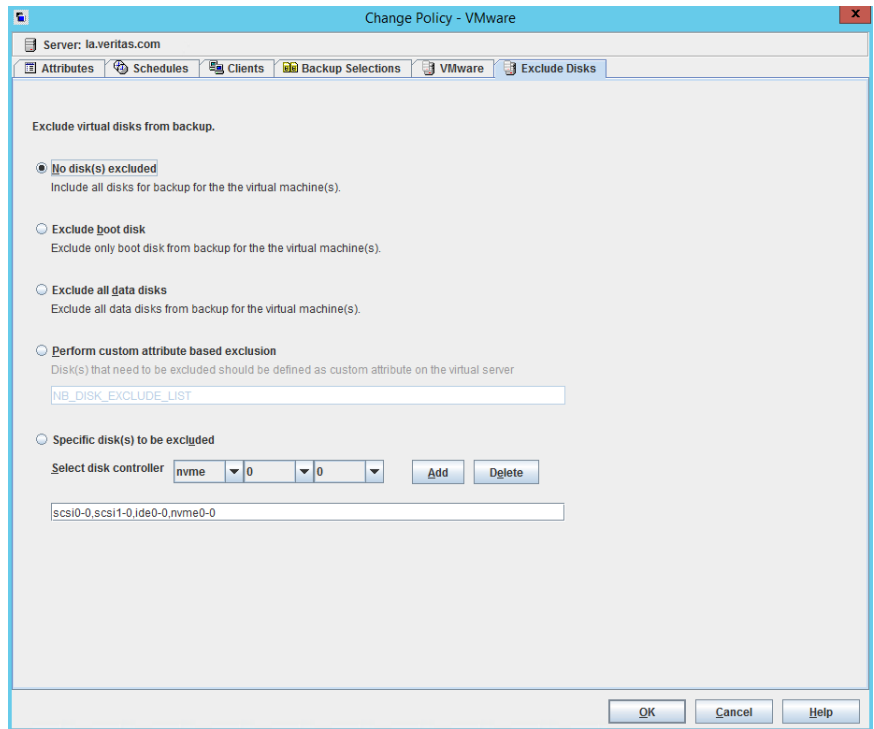 Change Policy - VMware
x
Server: la.veritas.com
Attributes Schedules Clients Backup Selections VMware Exclude Disks
Exclude virtual disks from backup.
No disk(s) excluded
Include all disks for backup for the the virtual machine(s).
Exclude boot disk
Exclude only boot disk from backup for the the virtual machine(s).
Exclude all data disks
Exclude all data disks from backup for the virtual machine(s).
Perform custom attribute based exclusion
Disk(s) that need to be excluded should be defined as custom attribute on the virtual server
NB_DISK_EXCLUDE_LIST
Specific disk(s) to be excluded
Select disk controller nvme 0 0 Add Delete
scsi0-0,scsi1-0,ide0-0,nvme0-0
OK Cancel Help